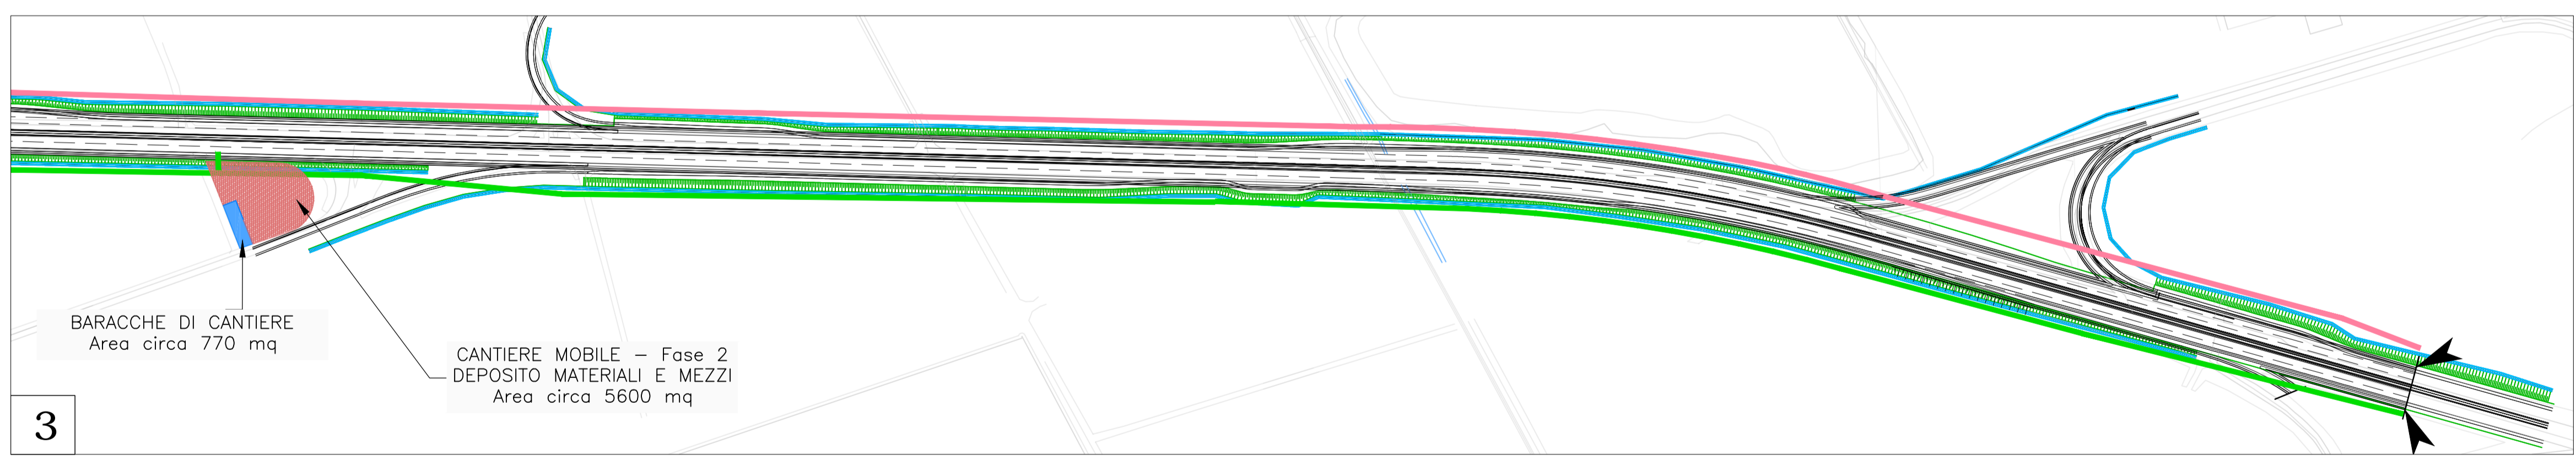 BARACCHE DI CANTIERE
Area circa 770 mq
CANTIERE MOBILE – Fase 2
DEPOSITO MATERIALI E MEZZI
Area circa 5600 mq
3